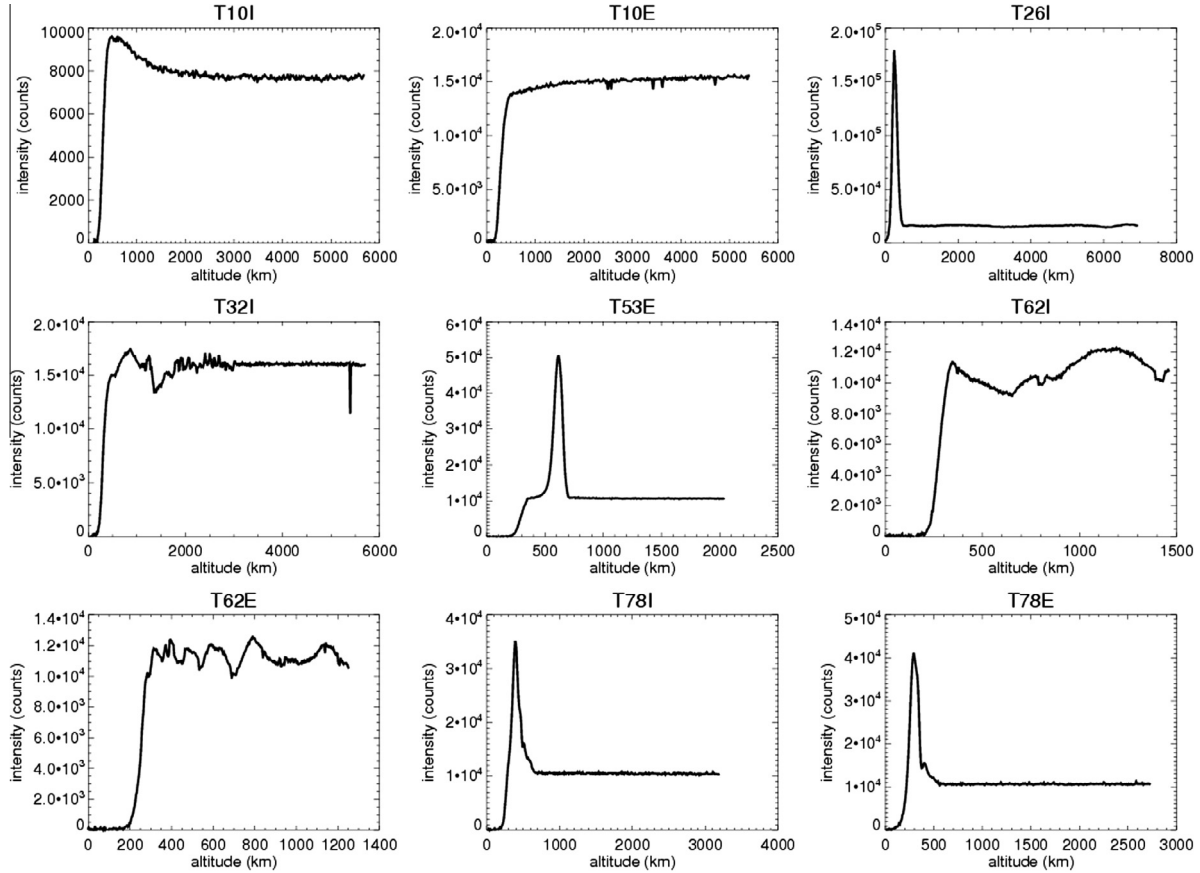 T10I
10000
8000
6000
4000
2000
0
intensity (counts)
0 1000 2000 3000 4000 5000 6000
altitude (km)
T10E
2.0•10⁴
1.5•10⁴
1.0•10⁴
5.0•10³
0
intensity (counts)
0 1000 2000 3000 4000 5000 6000
altitude (km)
T26I
2.0•10⁵
1.5•10⁵
1.0•10⁵
5.0•10⁴
0
intensity (counts)
0 2000 4000 6000 8000
altitude (km)
T32I
2.0•10⁴
1.5•10⁴
1.0•10⁴
5.0•10³
0
intensity (counts)
0 2000 4000 6000
altitude (km)
T53E
6•10⁴
5•10⁴
4•10⁴
3•10⁴
2•10⁴
1•10⁴
0
intensity (counts)
0 500 1000 1500 2000 2500
altitude (km)
T62I
1.4•10⁴
1.2•10⁴
1.0•10⁴
8.0•10³
6.0•10³
4.0•10³
2.0•10³
0
intensity (counts)
0 500 1000 1500
altitude (km)
T62E
1.4•10⁴
1.2•10⁴
1.0•10⁴
8.0•10³
6.0•10³
4.0•10³
2.0•10³
0
intensity (counts)
0 200 400 600 800 1000 1200 1400
altitude (km)
T78I
4•10⁴
3•10⁴
2•10⁴
1•10⁴
0
intensity (counts)
0 1000 2000 3000 4000
altitude (km)
T78E
5•10⁴
4•10⁴
3•10⁴
2•10⁴
1•10⁴
0
intensity (counts)
0 500 1000 1500 2000 2500 3000
altitude (km)